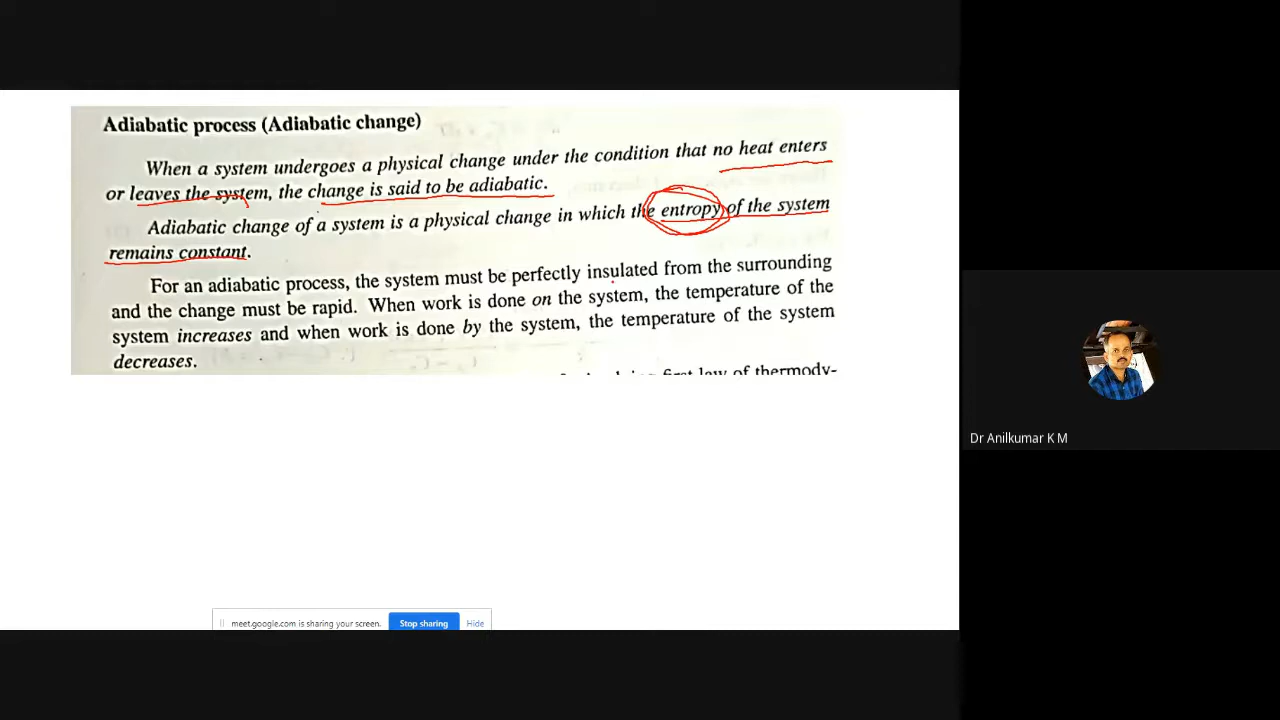 Adiabatic process (Adiabatic change)
When a system undergoes a physical change under the condition that no heat enters
or leaves the system, the change is said to be adiabatic.
Adiabatic change of a system is a physical change in which the entropy of the system
remains constant.
For an adiabatic process, the system must be perfectly insulated from the surrounding
and the change must be rapid. When work is done on the system, the temperature of the
system increases and when work is done by the system, the temperature of the system
decreases.
first law of thermody-
Dr Anilkumar K M
meet.google.com is sharing your screen.
Stop sharing
Hide